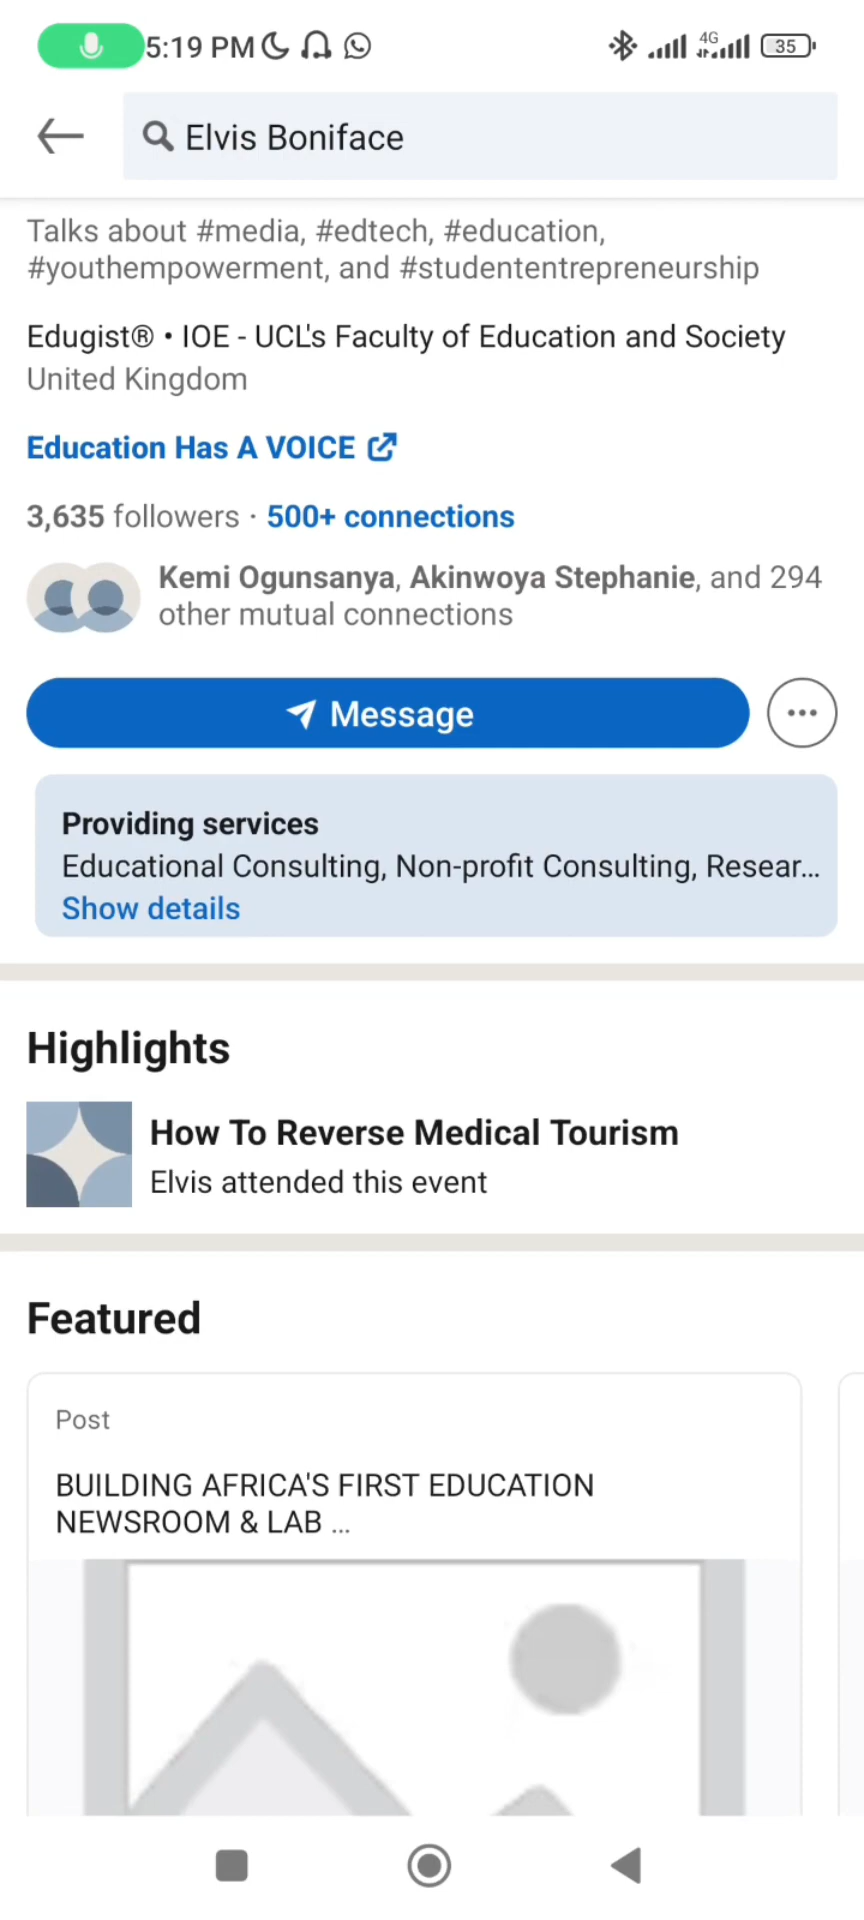 5:19 PM
4G
35
Elvis Boniface
Talks about #media, #edtech, #education,
#youthempowerment, and #studententrepreneurship
Edugist® • IOE - UCL's Faculty of Education and Society
United Kingdom
Education Has A VOICE
3,635 followers · 500+ connections
Kemi Ogunsanya, Akinwoya Stephanie, and 294
other mutual connections
Message
Providing services
Educational Consulting, Non-profit Consulting, Resear...
Show details
Highlights
How To Reverse Medical Tourism
Elvis attended this event
Featured
Post
BUILDING AFRICA'S FIRST EDUCATION
NEWSROOM & LAB ...